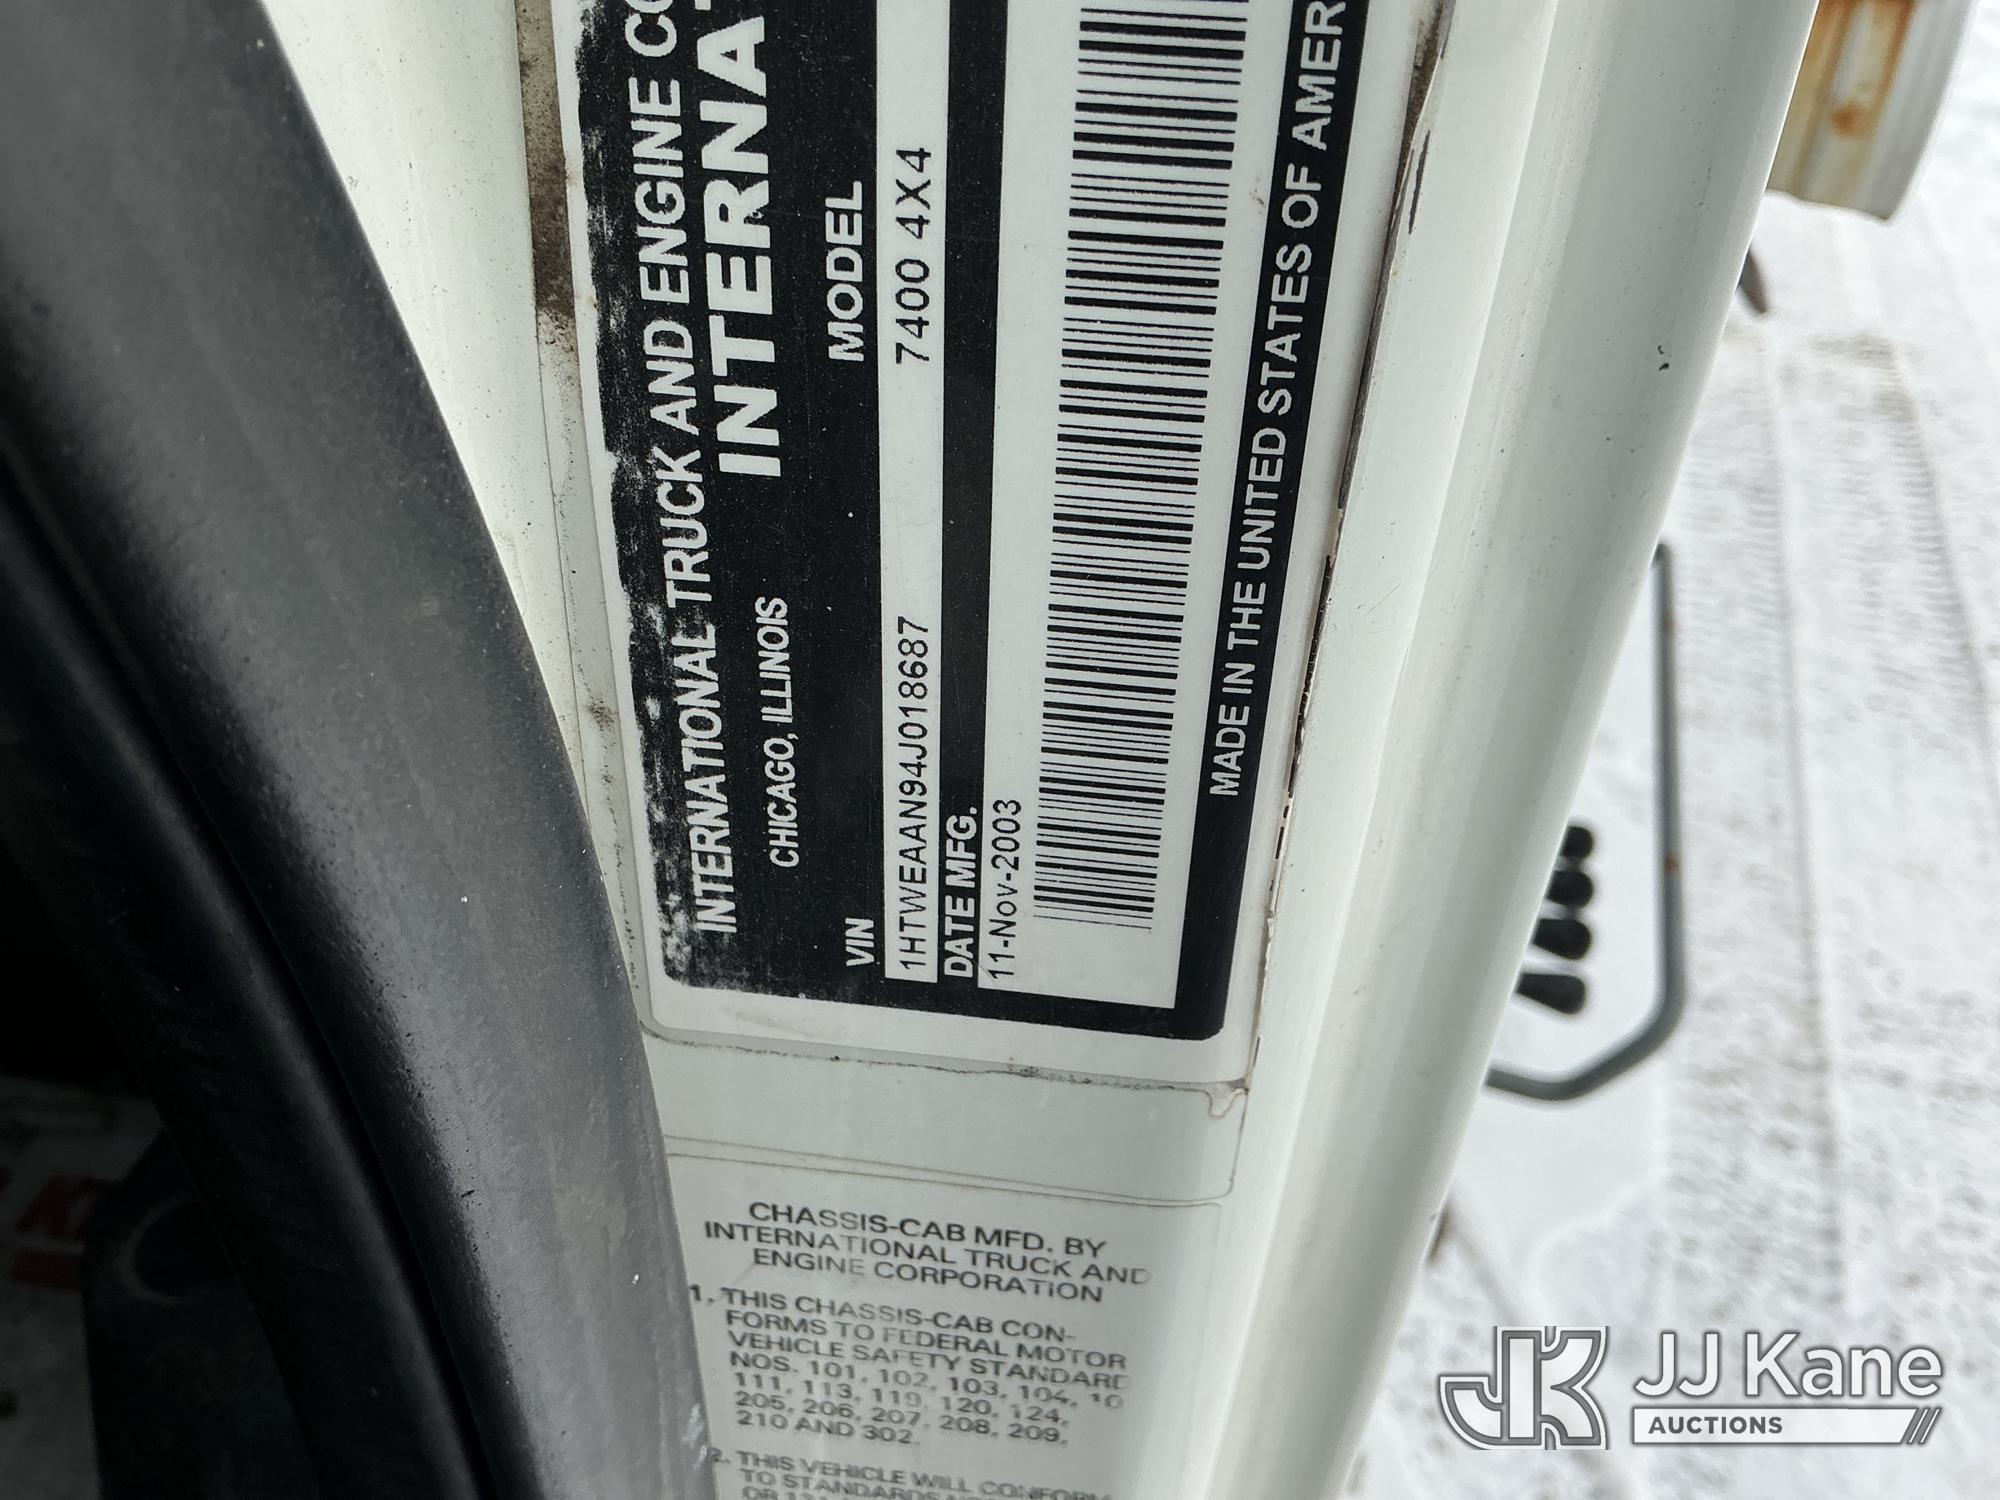 INTERNATIONAL TRUCK AND ENGINE
CHICAGO, ILLINOIS
VIN MODEL
1HTWEAAN94J018687 7400 4X4
DATE MFG.
11-Nov-2003
MADE IN THE UNITED STATES OF AMER
CHASSIS-CAB MFD. BY
INTERNATIONAL TRUCK AND
ENGINE CORPORATION
1. THIS CHASSIS-CAB CON-
FORMS TO FEDERAL MOTOR
VEHICLE SAFETY STANDARD
NOS. 101, 102, 103, 104, 10
111, 113, 119, 120, 124,
205, 206, 207, 208, 209,
210 AND 302.
2. THIS VEHICLE WILL CONFORM
TO STANDARDS
JJ Kane
AUCTIONS